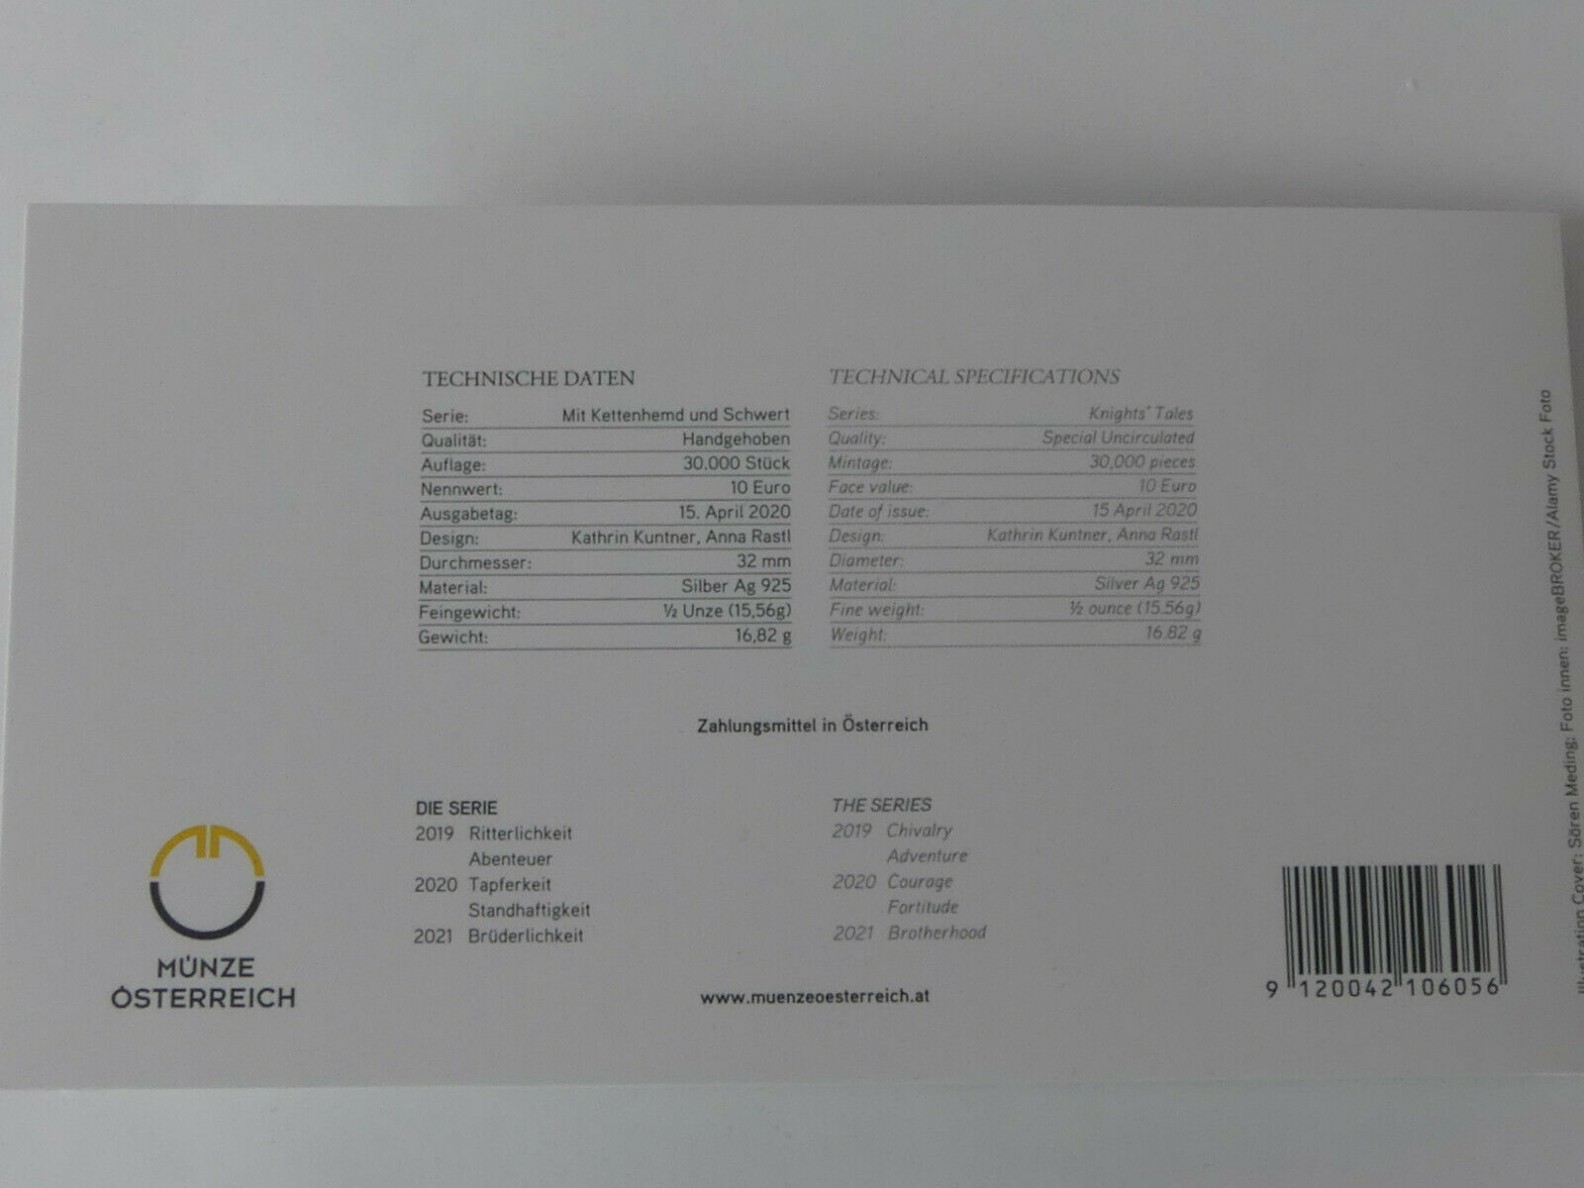 TECHNISCHE DATEN
Serie: Mit Kettenhemd und Schwert
Qualität: Handgehoben
Auflage: 30.000 Stück
Nennwert: 10 Euro
Ausgabetag: 15. April 2020
Design: Kathrin Kuntner, Anna Rastl
Durchmesser: 32 mm
Material: Silber Ag 925
Feingewicht: ½ Unze (15,56g)
Gewicht: 16,82 g
TECHNICAL SPECIFICATIONS
Series: Knights' Tales
Quality: Special Uncirculated
Mintage: 30,000 pieces
Face value: 10 Euro
Date of issue: 15 April 2020
Design: Kathrin Kuntner, Anna Rastl
Diameter: 32 mm
Material: Silver Ag 925
Fine weight: ½ ounce (15.56g)
Weight: 16.82 g
Zahlungsmittel in Österreich
DIE SERIE
2019 Ritterlichkeit
Abenteuer
2020 Tapferkeit
Standhaftigkeit
2021 Brüderlichkeit
THE SERIES
2019 Chivalry
Adventure
2020 Courage
Fortitude
2021 Brotherhood
MÜNZE
ÖSTERREICH
www.muenzeoesterreich.at
9 120042 106056
Cover: Sören Meding; Foto innen: imageBROKER/Alamy Stock Foto